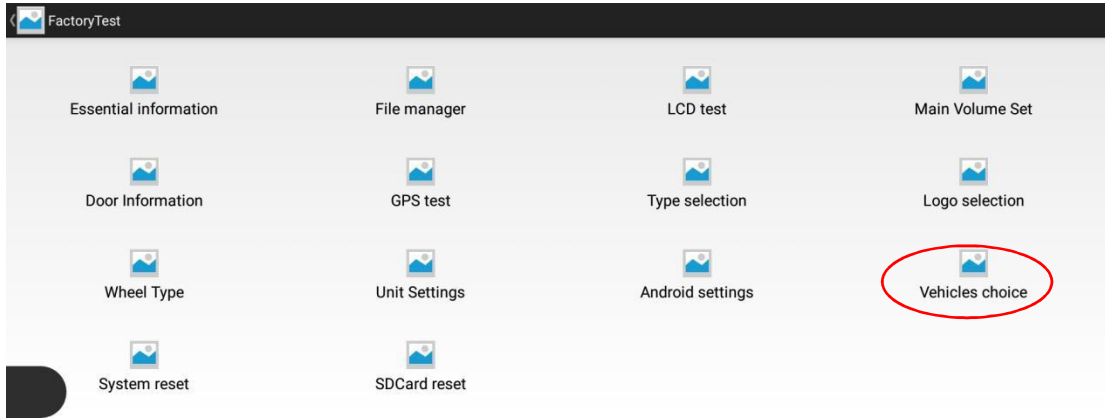 FactoryTest
Essential information
File manager
LCD test
Main Volume Set
Door Information
GPS test
Type selection
Logo selection
Wheel Type
Unit Settings
Android settings
Vehicles choice
System reset
SDCard reset